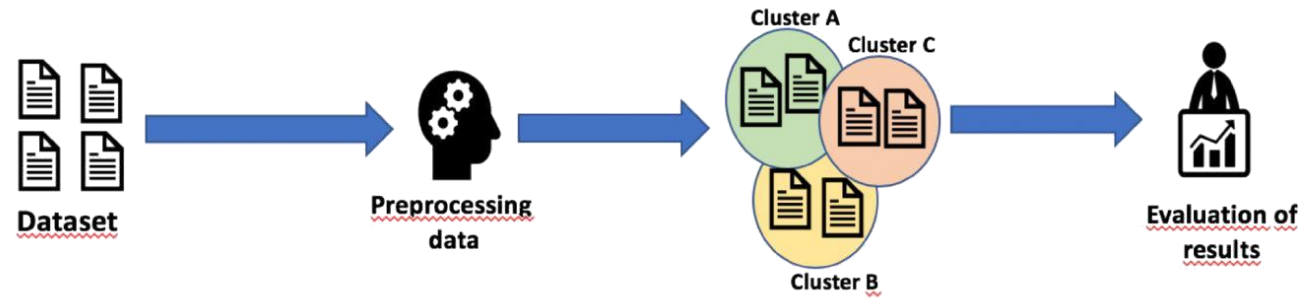 Dataset
Preprocessing
data
Cluster A
Cluster C
Cluster B
Evaluation of
results